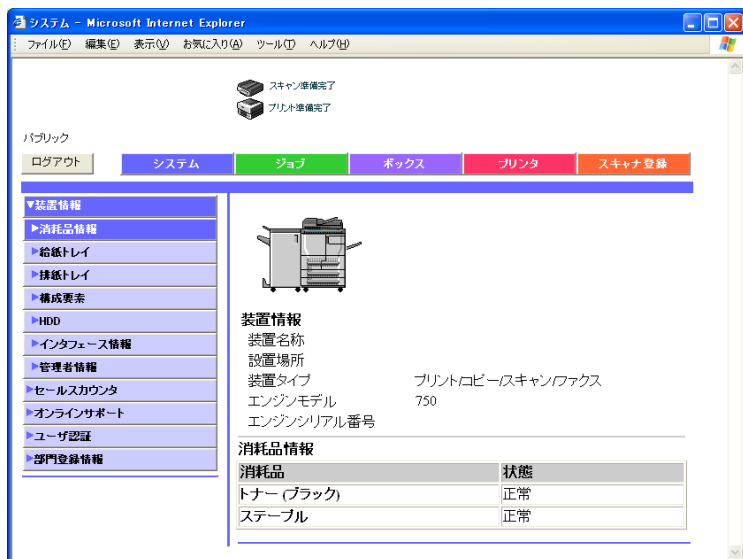 システム - Microsoft Internet Explorer
ファイル(F) 編集(E) 表示(V) お気に入り(A) ツール(T) ヘルプ(H)
スキャン準備完了
プリント準備完了
パブリック
ログアウト システム ジョブ ボックス プリンタ スキャナ登録
▼装置情報
▶消耗品情報
▶給紙トレイ
▶排紙トレイ
▶構成要素
▶HDD
▶インタフェース情報
▶管理者情報
▶セールスカウンタ
▶オンラインサポート
▶ユーザ認証
▶部門登録情報
装置情報
装置名称
設置場所
装置タイプ プリント/コピー/スキャン/ファクス
エンジンモデル 750
エンジンシリアル番号
消耗品情報
消耗品 状態
トナー (ブラック) 正常
ステープル 正常